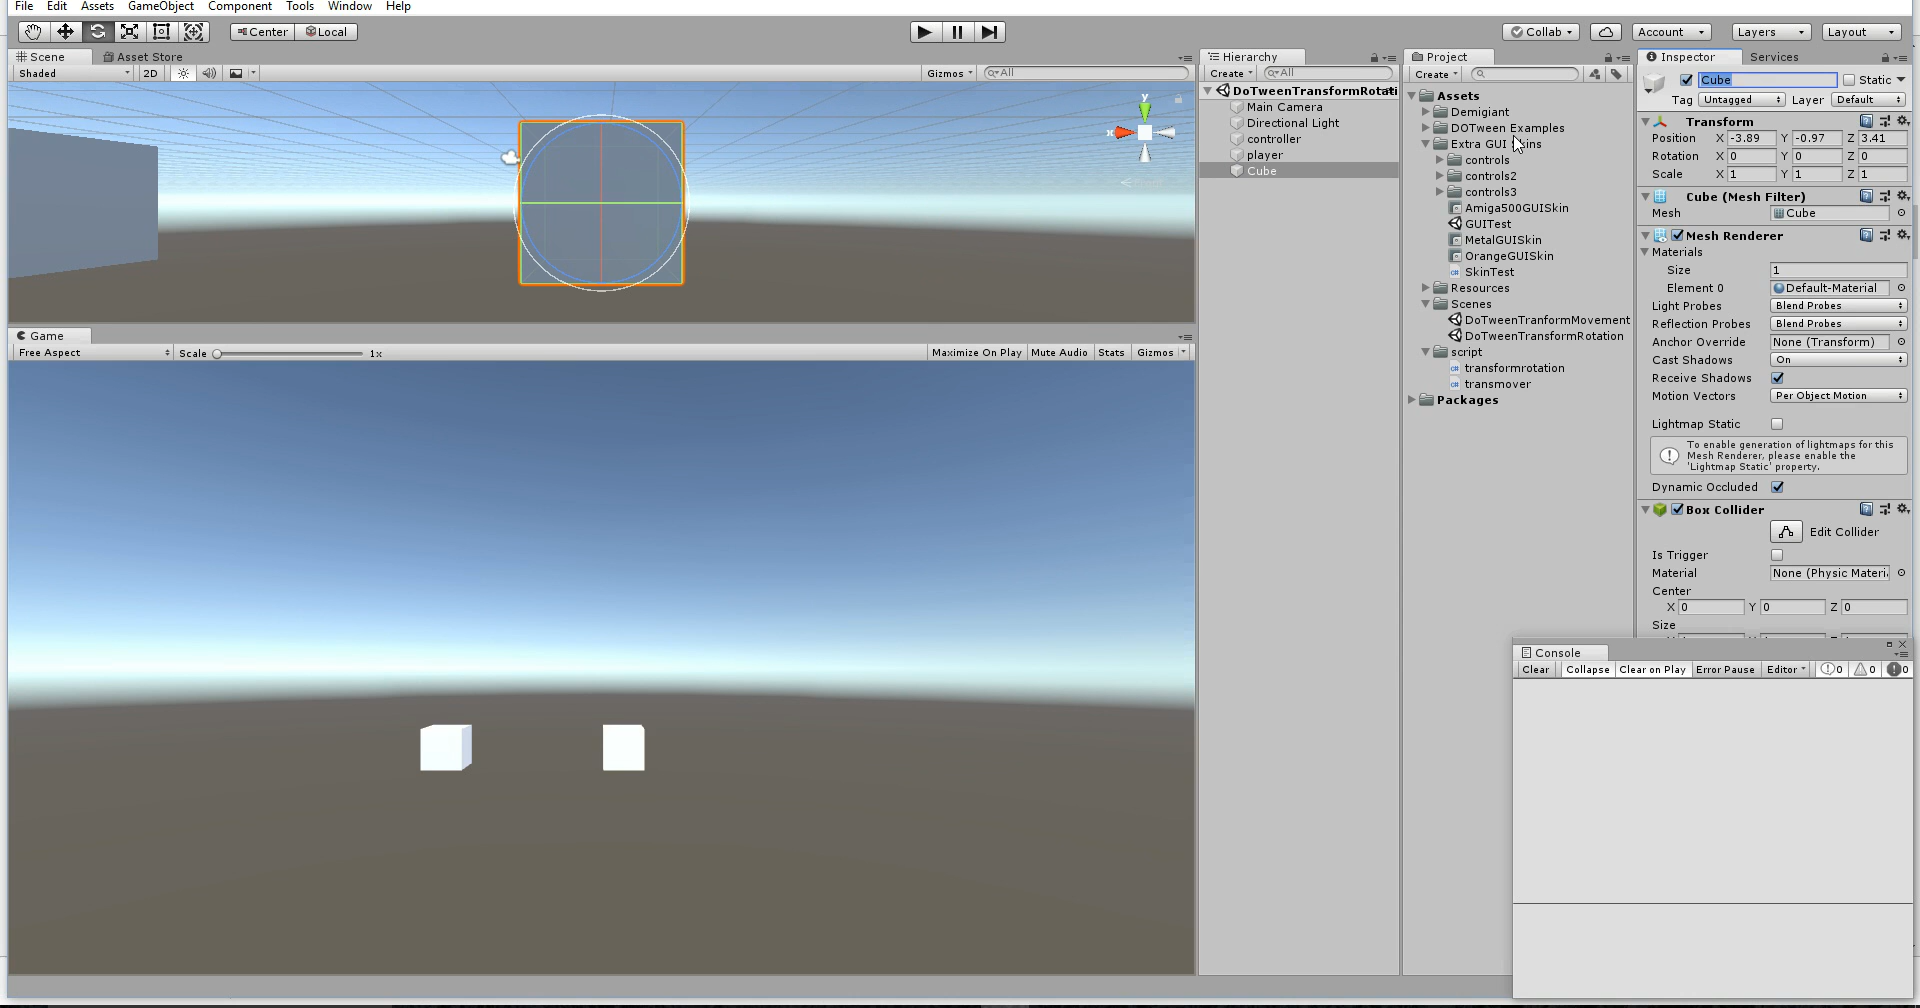 File Edit Assets GameObject Component Tools Window Help
Center Local
Collab Account Layers Layout
Scene Asset Store
Shaded 2D Gizmos All
y
x
Game
Free Aspect Scale 1x Maximize On Play Mute Audio Stats Gizmos
Hierarchy
Create All
DoTweenTransformRotati
Main Camera
Directional Light
controller
player
Cube
Project
Create
Assets
Demigiant
DOTween Examples
Extra GUI Skins
controls
controls2
controls3
Amiga500GUISkin
GUITest
MetalGUISkin
OrangeGUISkin
SkinTest
Resources
Scenes
DoTweenTranformMovement
DoTweenTransformRotation
script
transformrotation
transmover
Packages
Inspector Services
Cube Static
Tag Untagged Layer Default
Transform
Position X -3.89 Y -0.97 Z 3.41
Rotation X 0 Y 0 Z 0
Scale X 1 Y 1 Z 1
Cube (Mesh Filter)
Mesh Cube
Mesh Renderer
Materials
Size 1
Element 0 Default-Material
Light Probes Blend Probes
Reflection Probes Blend Probes
Anchor Override None (Transform)
Cast Shadows On
Receive Shadows
Motion Vectors Per Object Motion
Lightmap Static
To enable generation of lightmaps for this
Mesh Renderer, please enable the
'Lightmap Static' property.
Dynamic Occluded
Box Collider
Edit Collider
Is Trigger
Material None (Physic Materi
Center
X 0 Y 0 Z 0
Size
Console
Clear Collapse Clear on Play Error Pause Editor 0 0 0